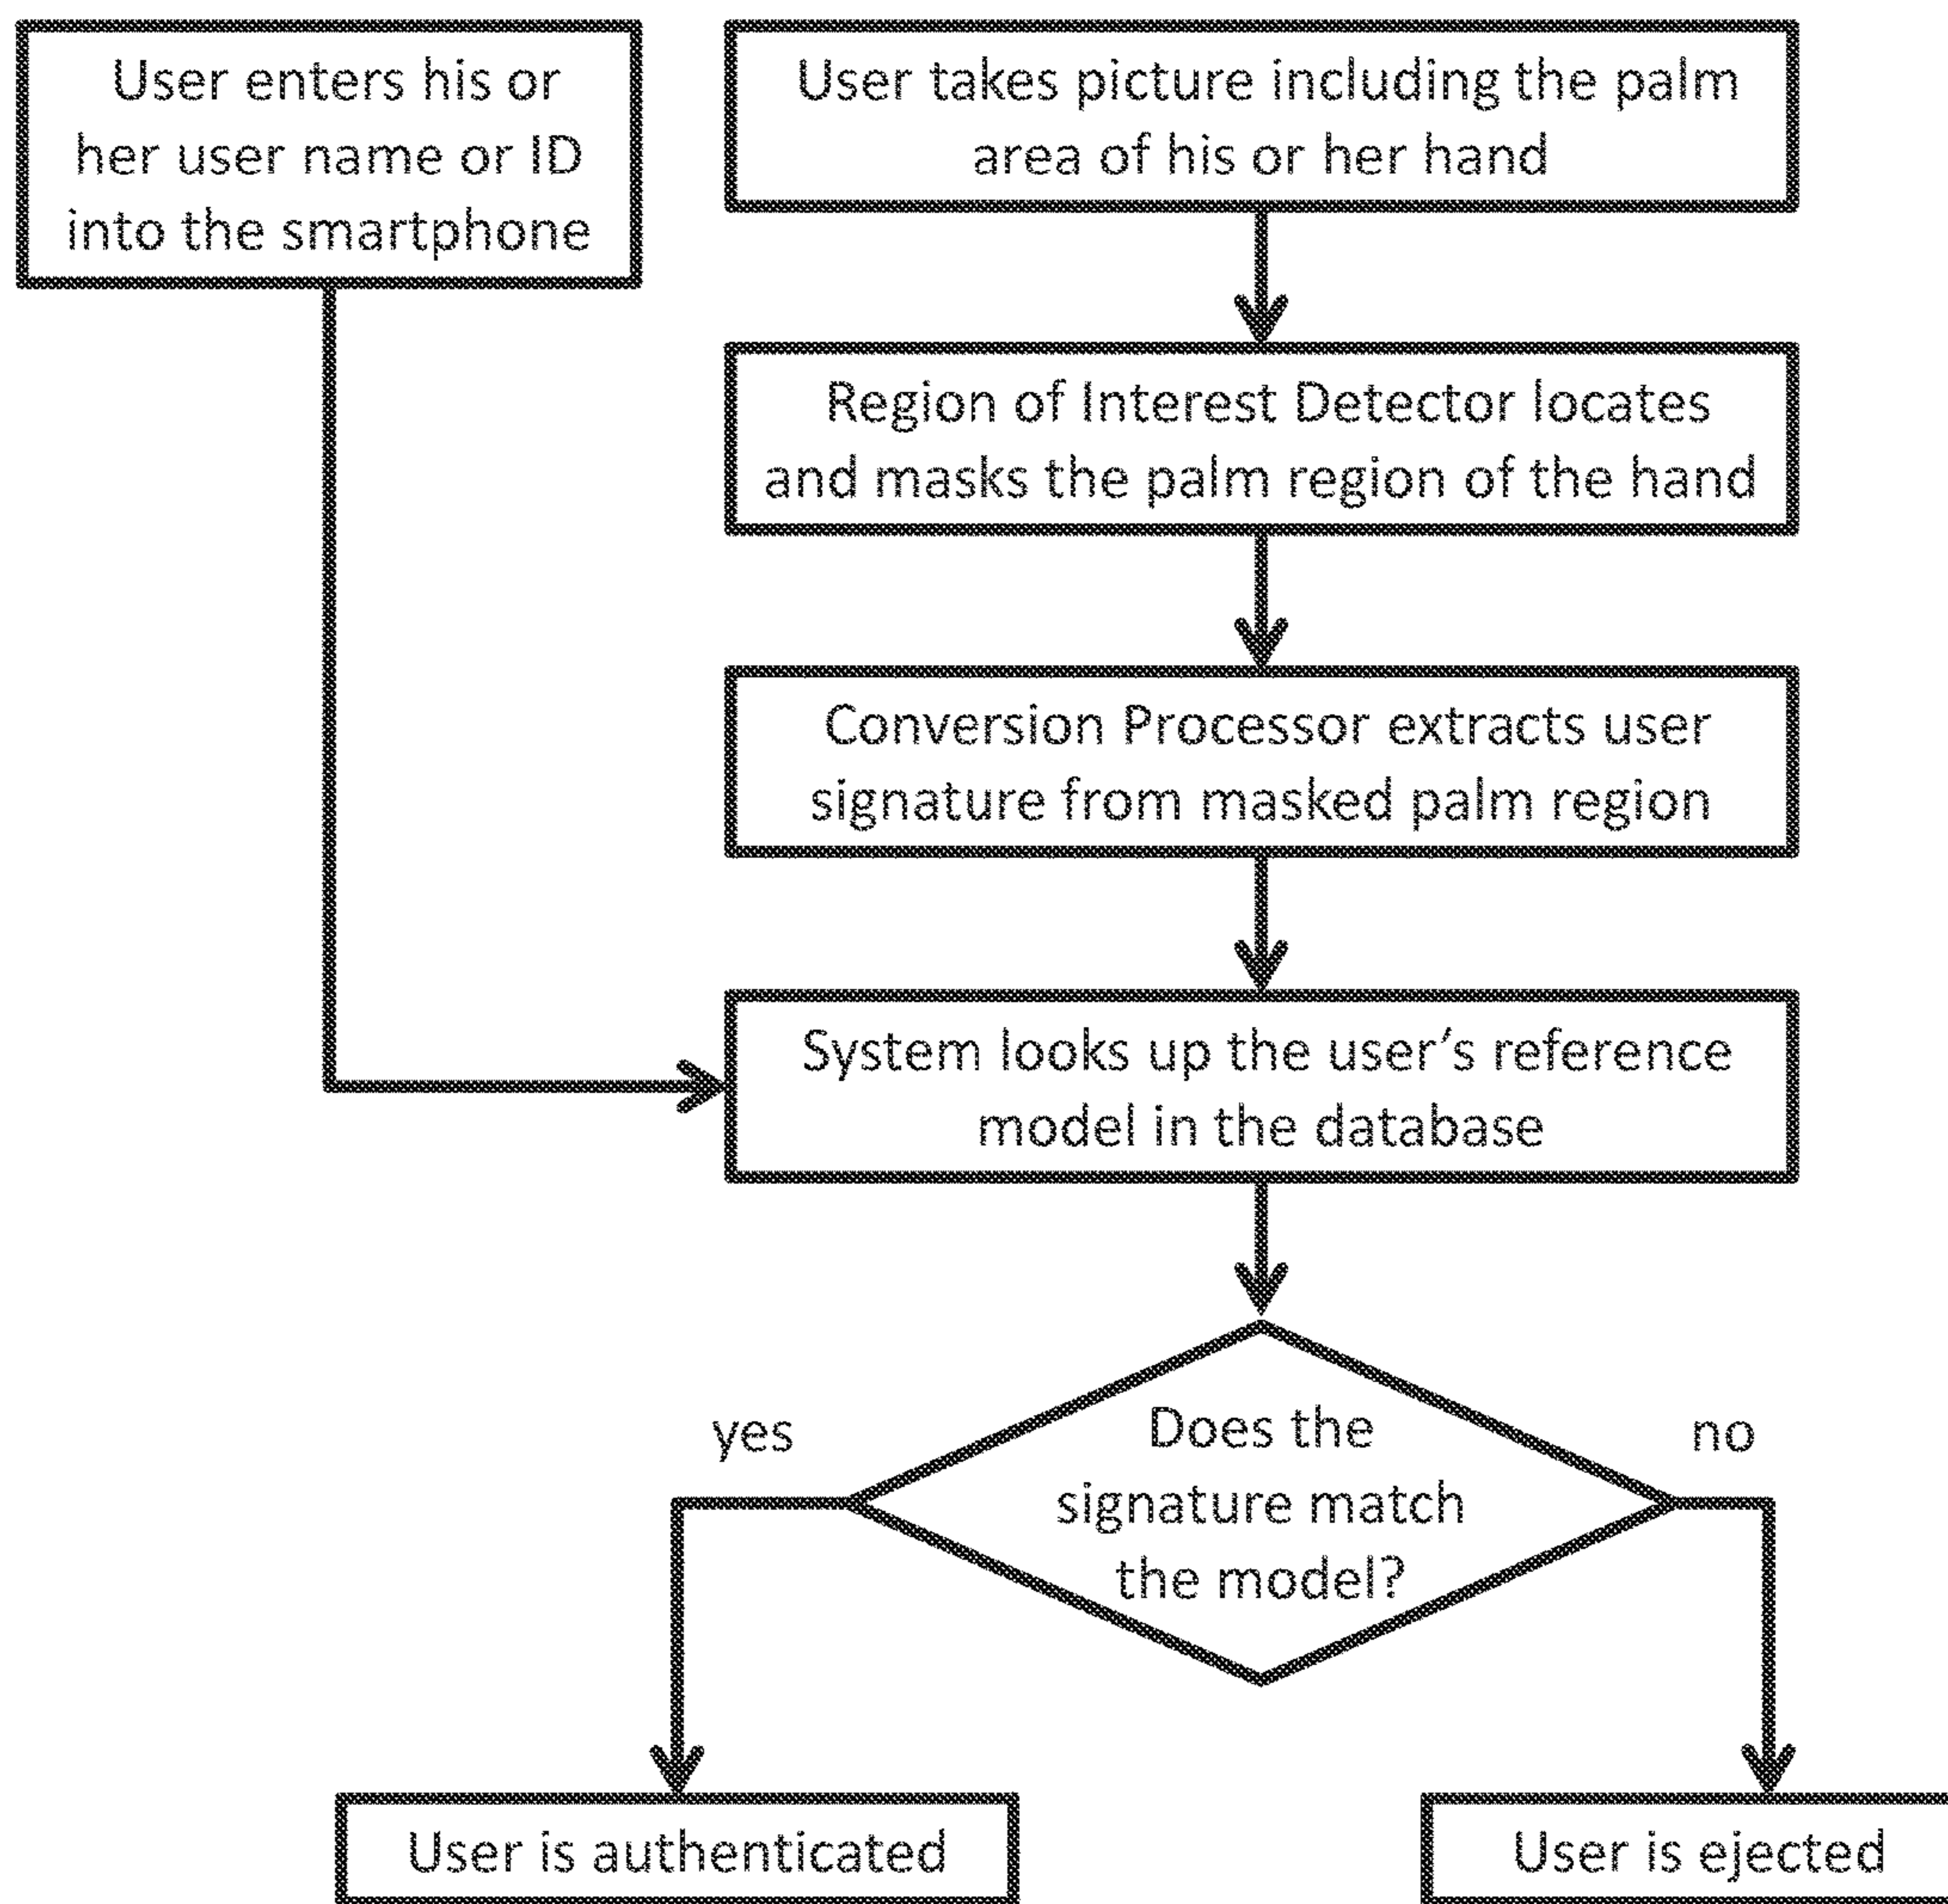 User enters his or
her user name or ID
into the smartphone
User takes picture including the palm
area of his or her hand
Region of Interest Detector locates
and masks the palm region of the hand
Conversion Processor extracts user
signature from masked palm region
System looks up the user's reference
model in the database
Does the
signature match
the model?
yes
no
User is authenticated
User is ejected